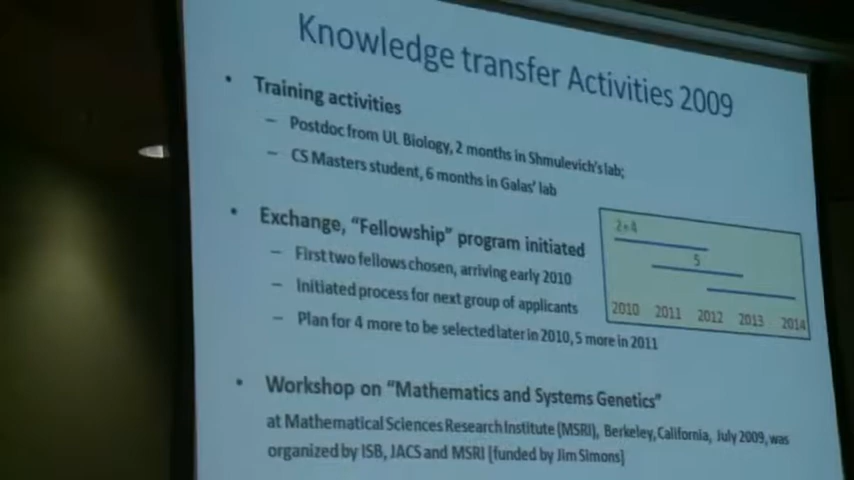 Knowledge transfer Activities 2009
• Training activities
– Postdoc from UL Biology, 2 months in Shmulevich's lab;
– CS Masters student, 6 months in Galas' lab
• Exchange, "Fellowship" program initiated
– First two fellows chosen, arriving early 2010
– Initiated process for next group of applicants
– Plan for 4 more to be selected later in 2010, 5 more in 2011
2+4
5
2010 2011 2012 2013 2014
• Workshop on "Mathematics and Systems Genetics"
at Mathematical Sciences Research Institute (MSRI), Berkeley, California, July 2009, was
organized by ISB, JACS and MSRI [funded by Jim Simons]